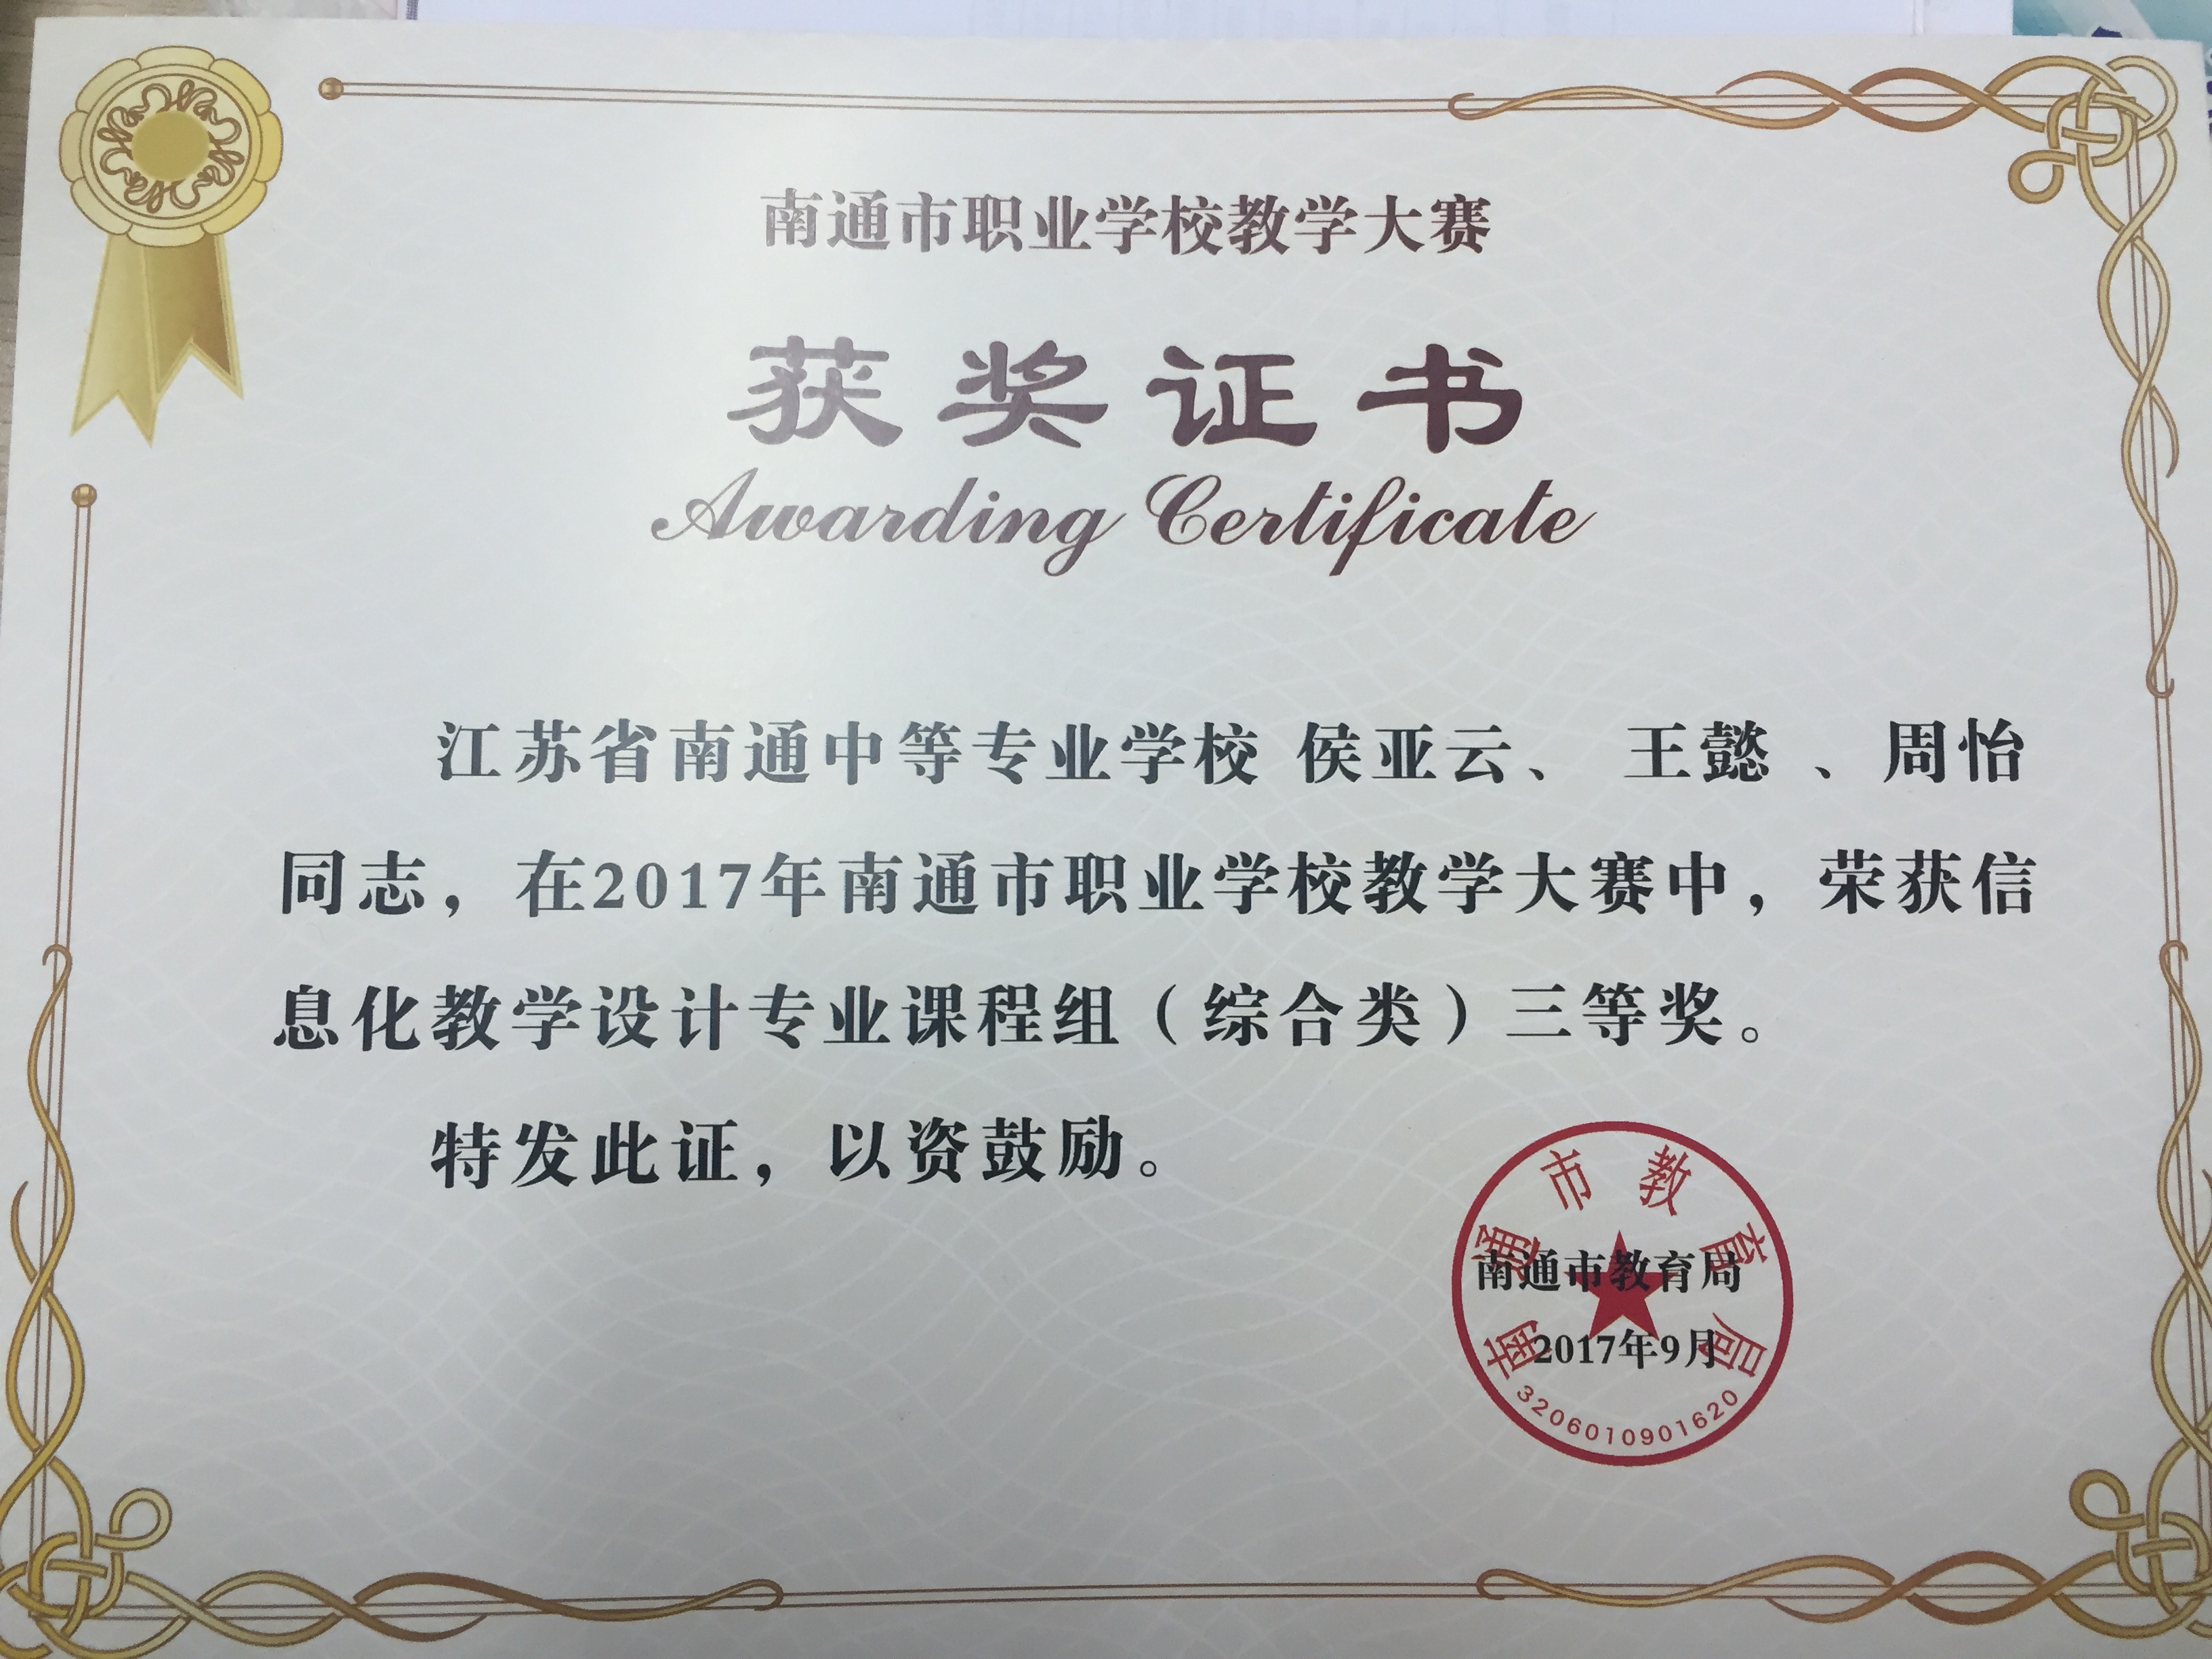 南通市职业学校教学大赛
获奖证书
Awarding Certificate
江苏省南通中等专业学校 侯亚云、 王懿 、周怡
同志，在2017年南通市职业学校教学大赛中，荣获信
息化教学设计专业课程组（综合类）三等奖。
特发此证，以资鼓励。
南通市教育局
南通市教育局
2017年9月
3206010901620